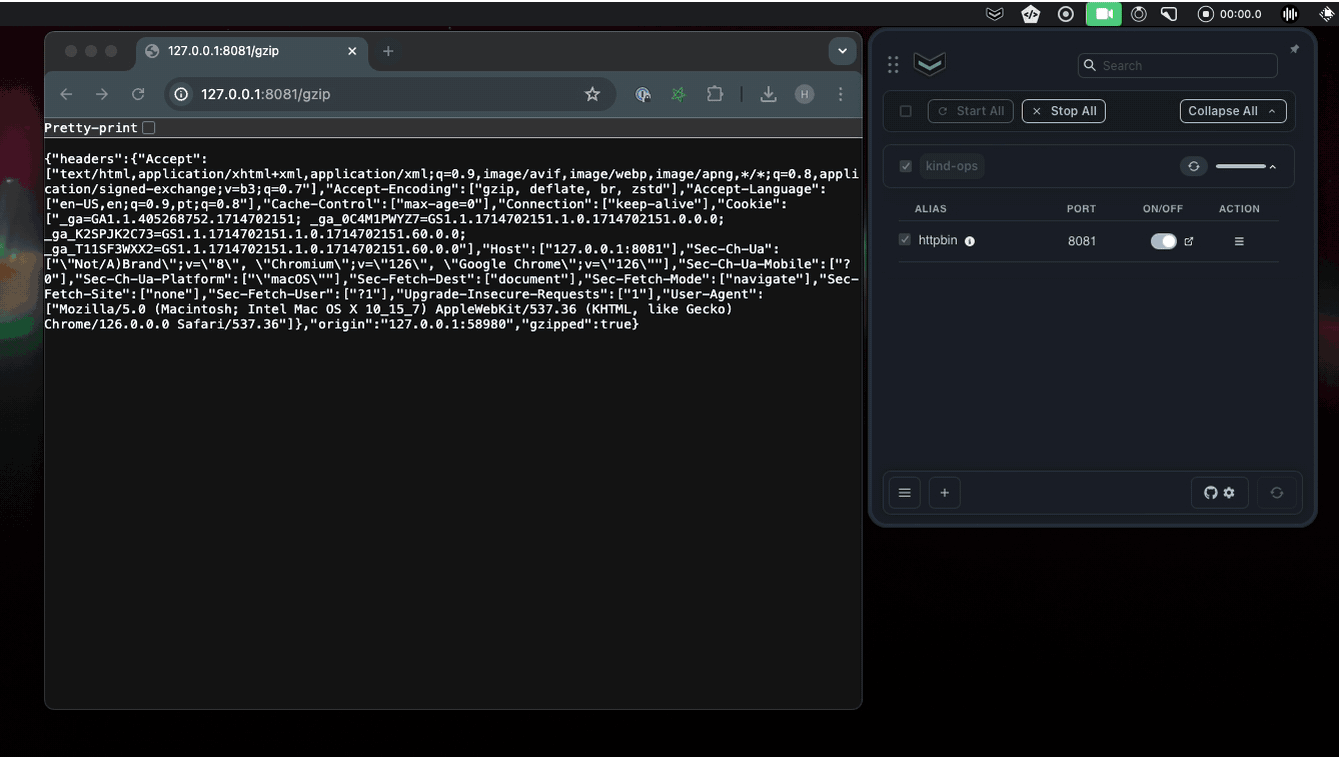 00:00.0
127.0.0.1:8081/gzip
127.0.0.1:8081/gzip
H
Pretty-print
{"headers":{"Accept":
["text/html,application/xhtml+xml,application/xml;q=0.9,image/avif,image/webp,image/apng,*/*;q=0.8,appli
cation/signed-exchange;v=b3;q=0.7"],"Accept-Encoding":["gzip, deflate, br, zstd"],"Accept-Language":
["en-US,en;q=0.9,pt;q=0.8"],"Cache-Control":["max-age=0"],"Connection":["keep-alive"],"Cookie":
["_ga=GA1.1.405268752.1714702151; _ga_0C4M1PWYZ7=GS1.1.1714702151.1.0.1714702151.0.0.0;
_ga_K2SPJK2C73=GS1.1.1714702151.1.0.1714702151.60.0.0;
_ga_T11SF3WXX2=GS1.1.1714702151.1.0.1714702151.60.0.0"],"Host":["127.0.0.1:8081"],"Sec-Ch-Ua":
["\"Not/A)Brand\";v=\"8\", \"Chromium\";v=\"126\", \"Google Chrome\";v=\"126\""],"Sec-Ch-Ua-Mobile":["?
0"],"Sec-Ch-Ua-Platform":["\"macOS\""],"Sec-Fetch-Dest":["document"],"Sec-Fetch-Mode":["navigate"],"Sec-
Fetch-Site":["none"],"Sec-Fetch-User":["?1"],"Upgrade-Insecure-Requests":["1"],"User-Agent":
["Mozilla/5.0 (Macintosh; Intel Mac OS X 10_15_7) AppleWebKit/537.36 (KHTML, like Gecko)
Chrome/126.0.0.0 Safari/537.36"]},"origin":"127.0.0.1:58980","gzipped":true}
Search
Start All Stop All Collapse All
kind-ops
ALIAS PORT ON/OFF ACTION
httpbin 8081